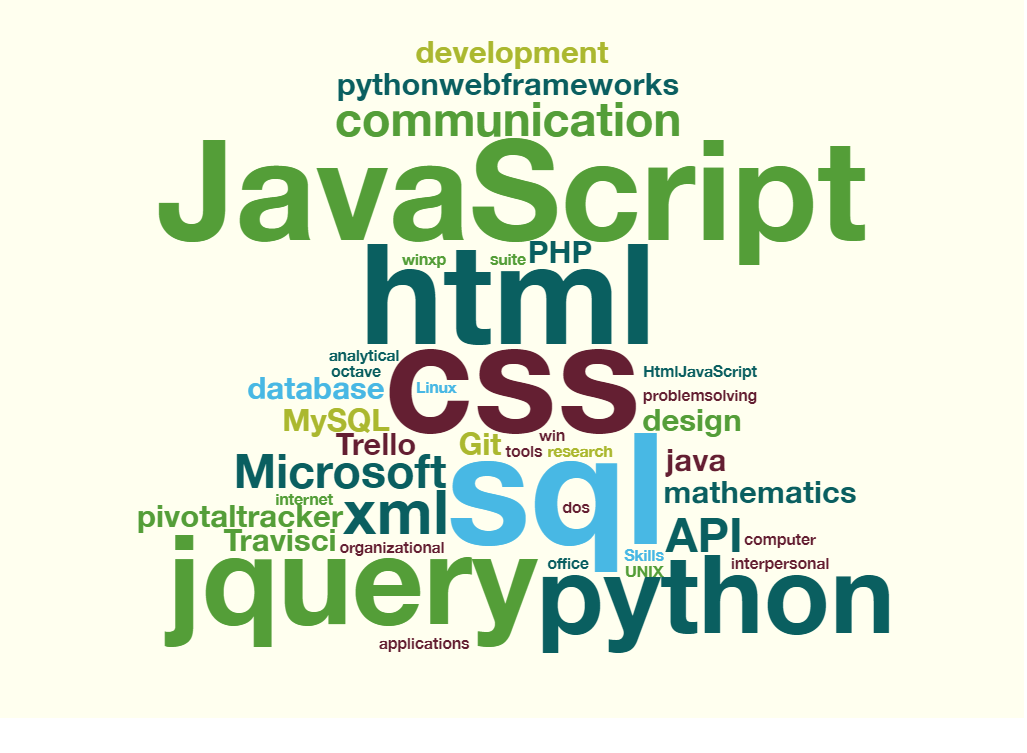 development
pythonwebframeworks
communication
JavaScript
winxp suite PHP
html
analytical
octave
css
HtmlJavaScript
database Linux
problemsolving
MySQL
design
Trello Git win
tools research
java
Microsoft
sql
mathematics
internet
xml
dos
pivotaltracker
API
Travisci
organizational
computer
Skills
office
interpersonal
UNIX
jquery
python
applications